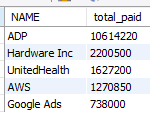 NAME total_paid
ADP 10614220
Hardware Inc 2200500
UnitedHealth 1627200
AWS 1270850
Google Ads 738000